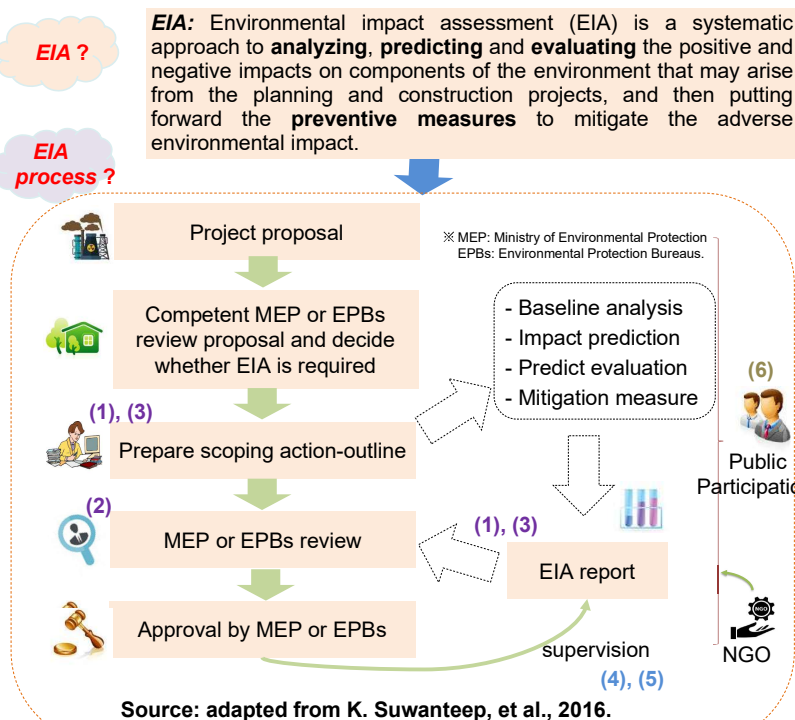 EIA ?
EIA: Environmental impact assessment (EIA) is a systematic
approach to analyzing, predicting and evaluating the positive and
negative impacts on components of the environment that may arise
from the planning and construction projects, and then putting
forward the preventive measures to mitigate the adverse
environmental impact.
EIA
process ?
Project proposal
※ MEP: Ministry of Environmental Protection
EPBs: Environmental Protection Bureaus.
Competent MEP or EPBs
review proposal and decide
whether EIA is required
- Baseline analysis
- Impact prediction
- Predict evaluation
- Mitigation measure
(6)
Public
Participatio
(1), (3)
Prepare scoping action-outline
(2)
MEP or EPBs review
(1), (3)
EIA report
Approval by MEP or EPBs
supervision
(4), (5)
NGO
NGO
Source: adapted from K. Suwanteep, et al., 2016.